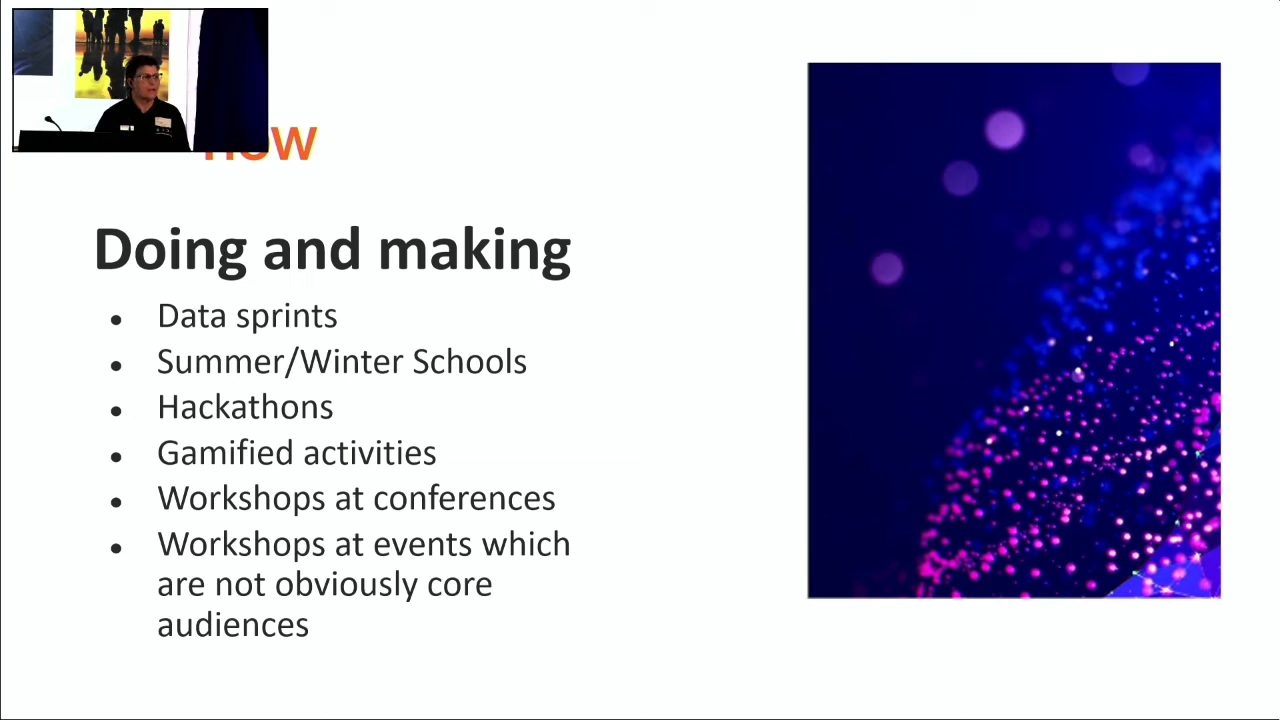 Doing and making
• Data sprints
• Summer/Winter Schools
• Hackathons
• Gamified activities
• Workshops at conferences
• Workshops at events which
are not obviously core
audiences